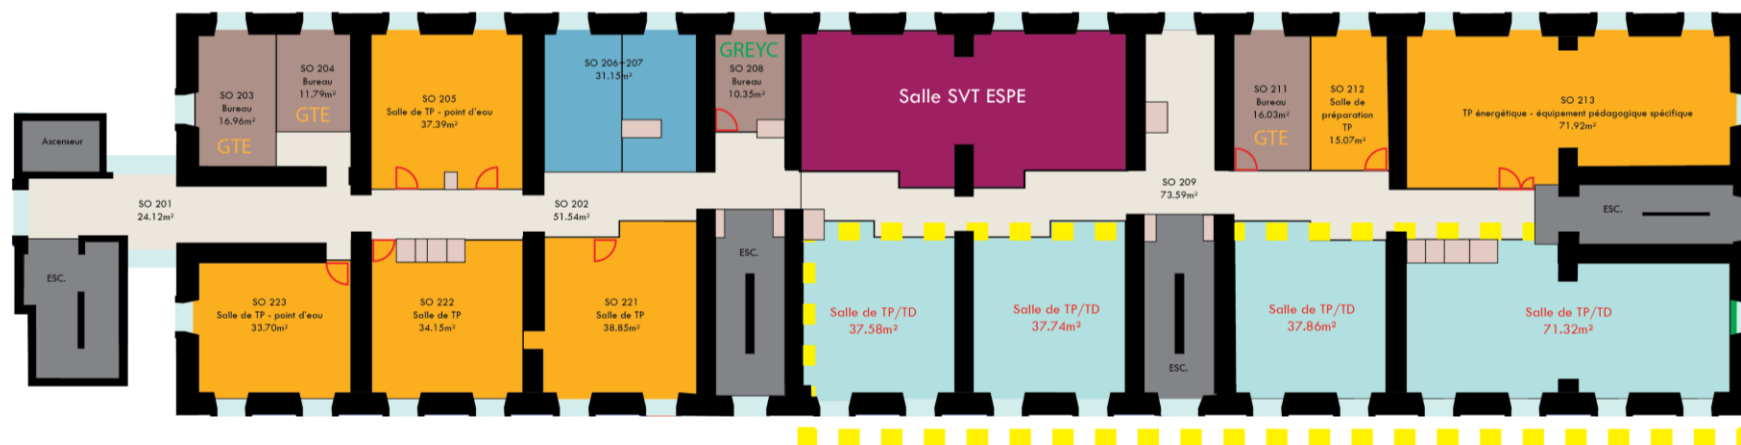 SO 203
Bureau
16.96m²
GTE
SO 204
Bureau
11.79m²
GTE
SO 205
Salle de TP - point d'eau
37.39m²
SO 206+207
31.15m²
GREYC
SO 208
Bureau
10.35m²
Salle SVT ESPE
SO 211
Bureau
16.03m²
GTE
SO 212
Salle de
préparation
TP
15.07m²
SO 213
TP énergétique - équipement pédagogique spécifique
71.92m²
Ascenseur
SO 201
24.12m²
SO 202
51.54m²
SO 209
73.59m²
ESC.
ESC.
SO 223
Salle de TP - point d'eau
33.70m²
SO 222
Salle de TP
34.15m²
SO 221
Salle de TP
38.85m²
ESC.
Salle de TP/TD
37.58m²
Salle de TP/TD
37.74m²
ESC.
Salle de TP/TD
37.86m²
Salle de TP/TD
71.32m²